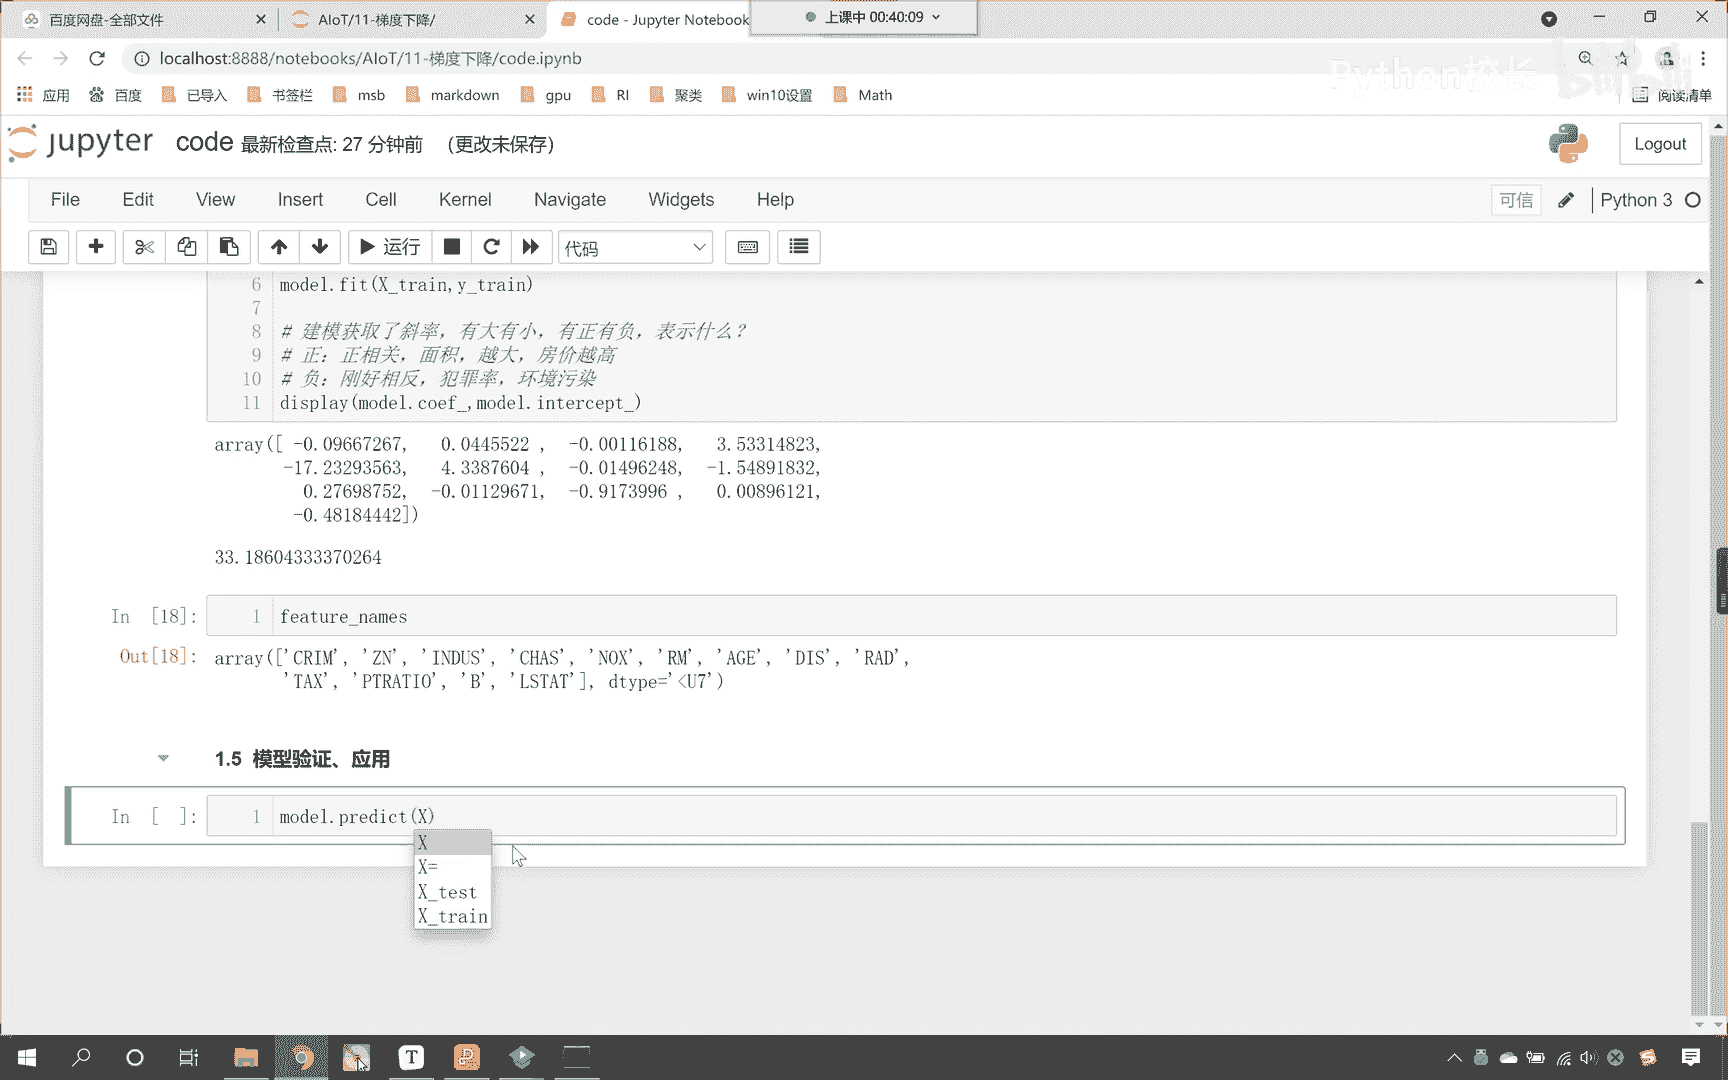 百度网盘-全部文件
AIoT/11-梯度下降/
code - Jupyter Notebook
上课中 00:40:09
localhost:8888/notebooks/AIoT/11-梯度下降/code.ipynb
Python校长
bilibili
应用 百度 已导入 书签栏 msb markdown gpu RI 聚类 win10设置 Math 阅读清单
jupyter code 最新检查点: 27 分钟前 (更改未保存) Logout
File Edit View Insert Cell Kernel Navigate Widgets Help 可信 Python 3
运行 代码
6 model.fit(X_train,y_train)
7
8 # 建模获取了斜率，有大有小，有正有负，表示什么？
9 # 正：正相关，面积，越大，房价越高
10 # 负：刚好相反，犯罪率，环境污染
11 display(model.coef_,model.intercept_)
array([ -0.09667267, 0.0445522 , -0.00116188, 3.53314823,
-17.23293563, 4.3387604 , -0.01496248, -1.54891832,
0.27698752, -0.01129671, -0.9173996 , 0.00896121,
-0.48184442])
33.18604333370264
In [18]: 1 feature_names
Out[18]: array(['CRIM', 'ZN', 'INDUS', 'CHAS', 'NOX', 'RM', 'AGE', 'DIS', 'RAD',
'TAX', 'PTRATIO', 'B', 'LSTAT'], dtype='<U7')
1.5 模型验证、应用
In [ ]: 1 model.predict(X)
X
X=
X_test
X_train